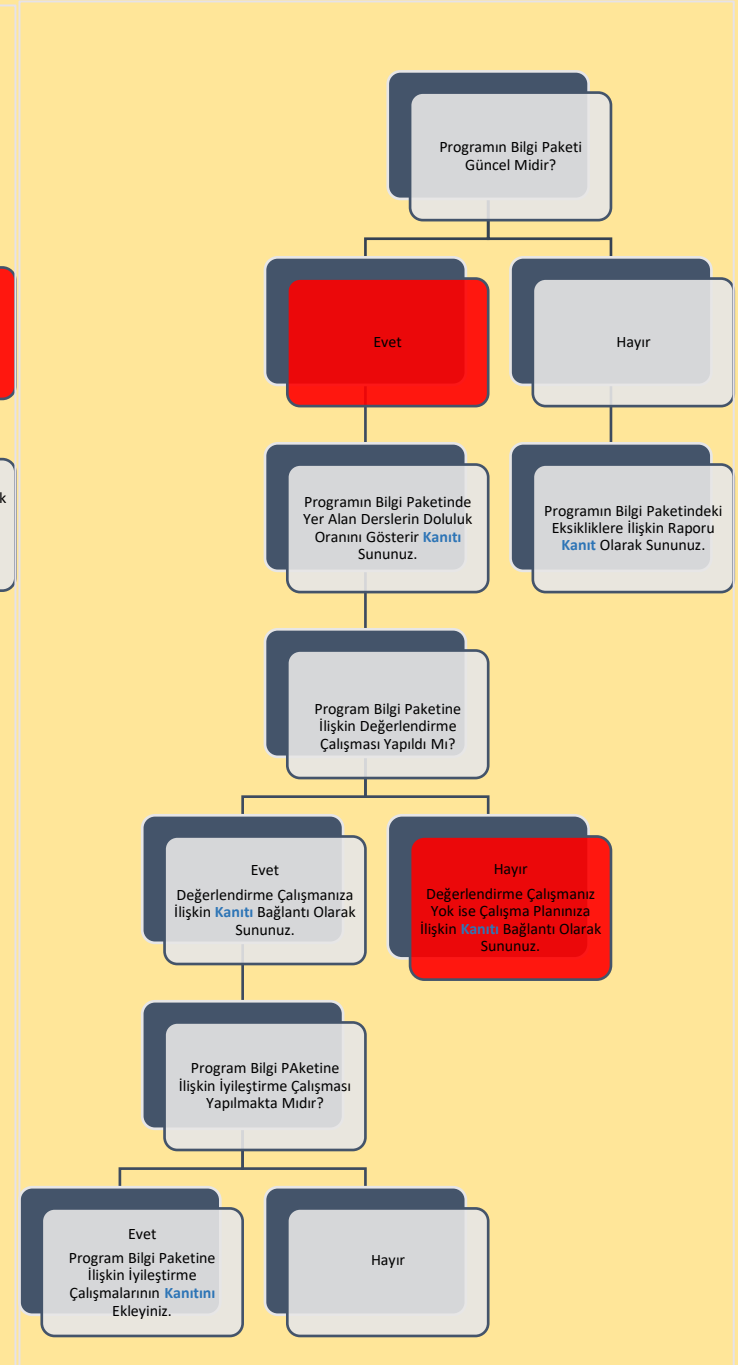 Programın Bilgi Paketi
Güncel Midir?
Evet
Hayır
Programın Bilgi Paketinde
Yer Alan Derslerin Doluluk
Oranını Gösterir Kanıtı
Sununuz.
Programın Bilgi Paketindeki
Eksikliklere İlişkin Raporu
Kanıt Olarak Sununuz.
Program Bilgi Paketine
İlişkin Değerlendirme
Çalışması Yapıldı Mı?
Evet
Değerlendirme Çalışmanıza
İlişkin Kanıtı Bağlantı Olarak
Sununuz.
Hayır
Değerlendirme Çalışmanız
Yok ise Çalışma Planınıza
İlişkin Kanıtı Bağlantı Olarak
Sununuz.
Program Bilgi PAketine
İlişkin İyileştirme Çalışması
Yapılmakta Mıdır?
Evet
Program Bilgi Paketine
İlişkin İyileştirme
Çalışmalarının Kanıtını
Ekleyiniz.
Hayır